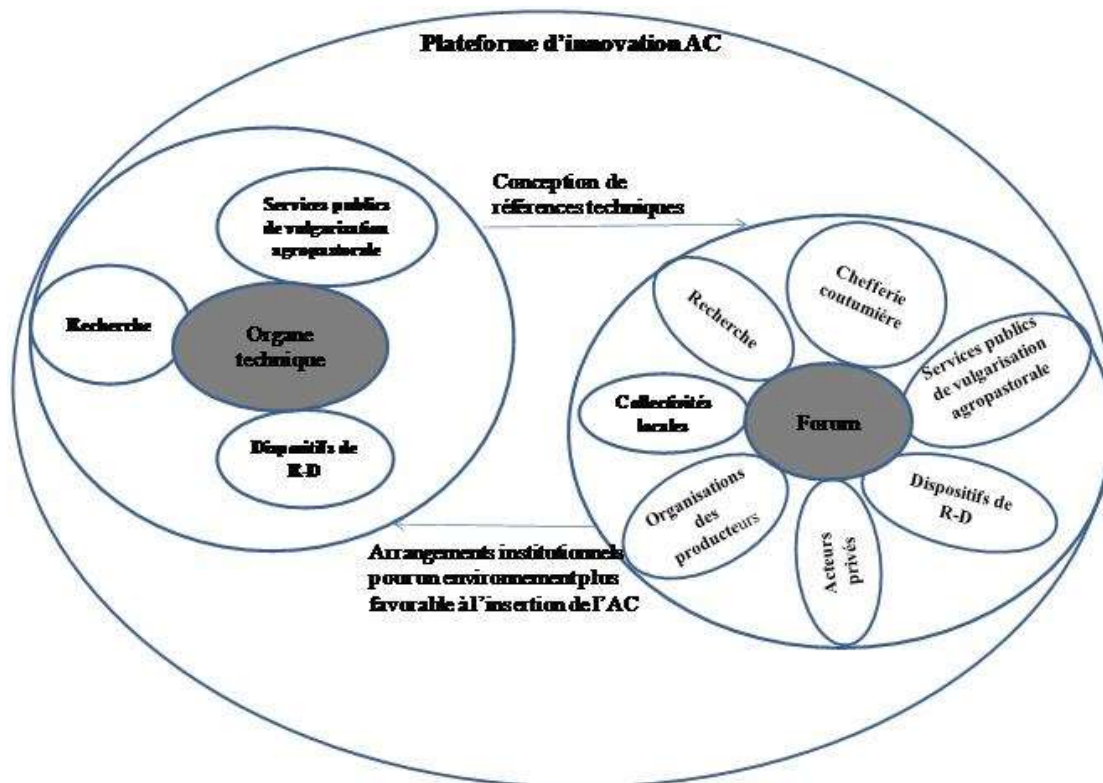 Plateforme d'innovation AC
Services publics
de vulgarisation
agropastorale
Recherche
Organe
technique
Dispositifs de
R-D
Conception de
références techniques
Arrangements institutionnels
pour un environnement plus
favorable à l'insertion de l'AC
Recherche
Chefferie
coutumière
Services publics
de vulgarisation
agropastorale
Collectivités
locales
Forum
Organisations
des
producteurs
Acteurs
privés
Dispositifs de
R-D